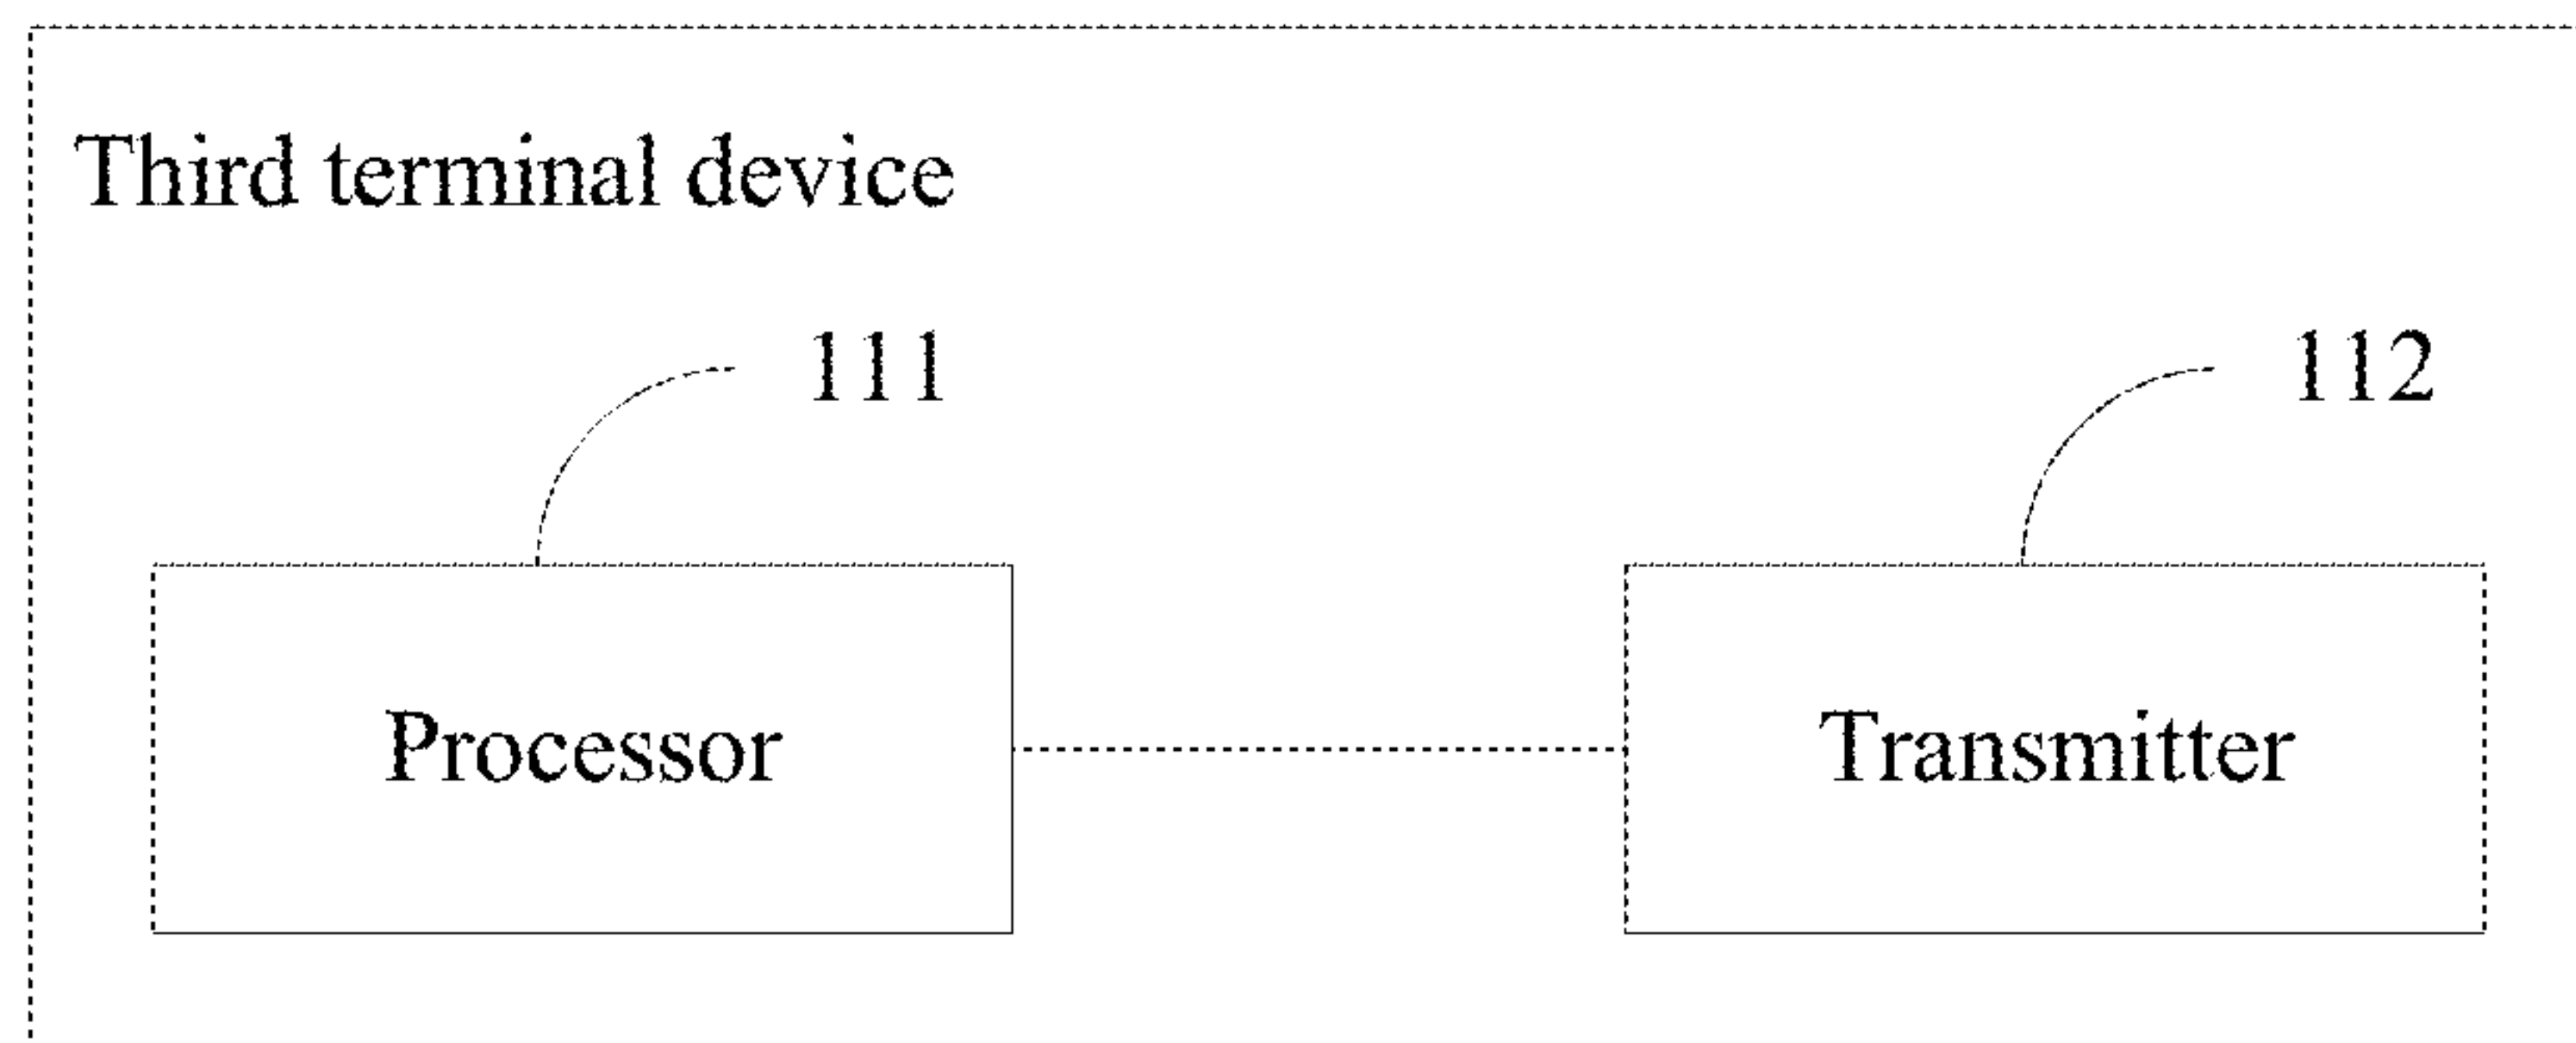 Third terminal device
111
112
Processor
Transmitter